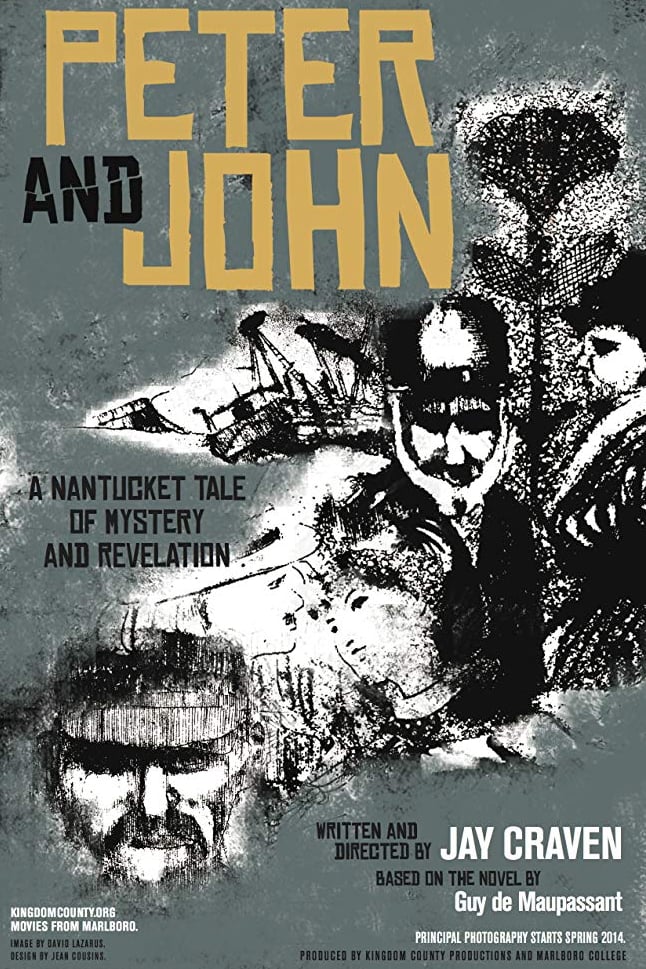 PETER
AND JOHN
A NANTUCKET TALE
OF MYSTERY
AND REVELATION
WRITTEN AND
DIRECTED BY JAY CRAVEN
BASED ON THE NOVEL BY
Guy de Maupassant
KINGDOMCOUNTY.ORG
MOVIES FROM MARLBORO.
IMAGE BY DAVID LAZARUS.
DESIGN BY JEAN COUSINS.
PRINCIPAL PHOTOGRAPHY STARTS SPRING 2014.
PRODUCED BY KINGDOM COUNTY PRODUCTIONS AND MARLBORO COLLEGE